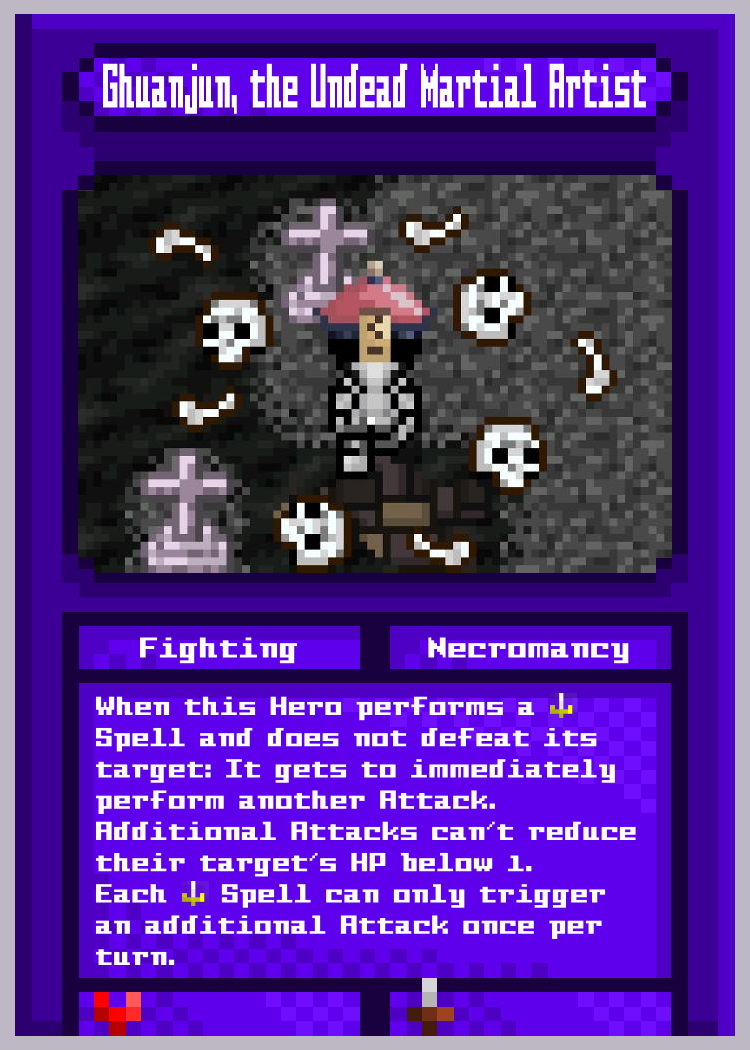 Ghuanjun, the Undead Martial Artist
Fighting
Necromancy
When this Hero performs a
Spell and does not defeat its
target: It gets to immediately
perform another Attack.
Additional Attacks can't reduce
their target's HP below 1.
Each Spell can only trigger
an additional Attack once per
turn.